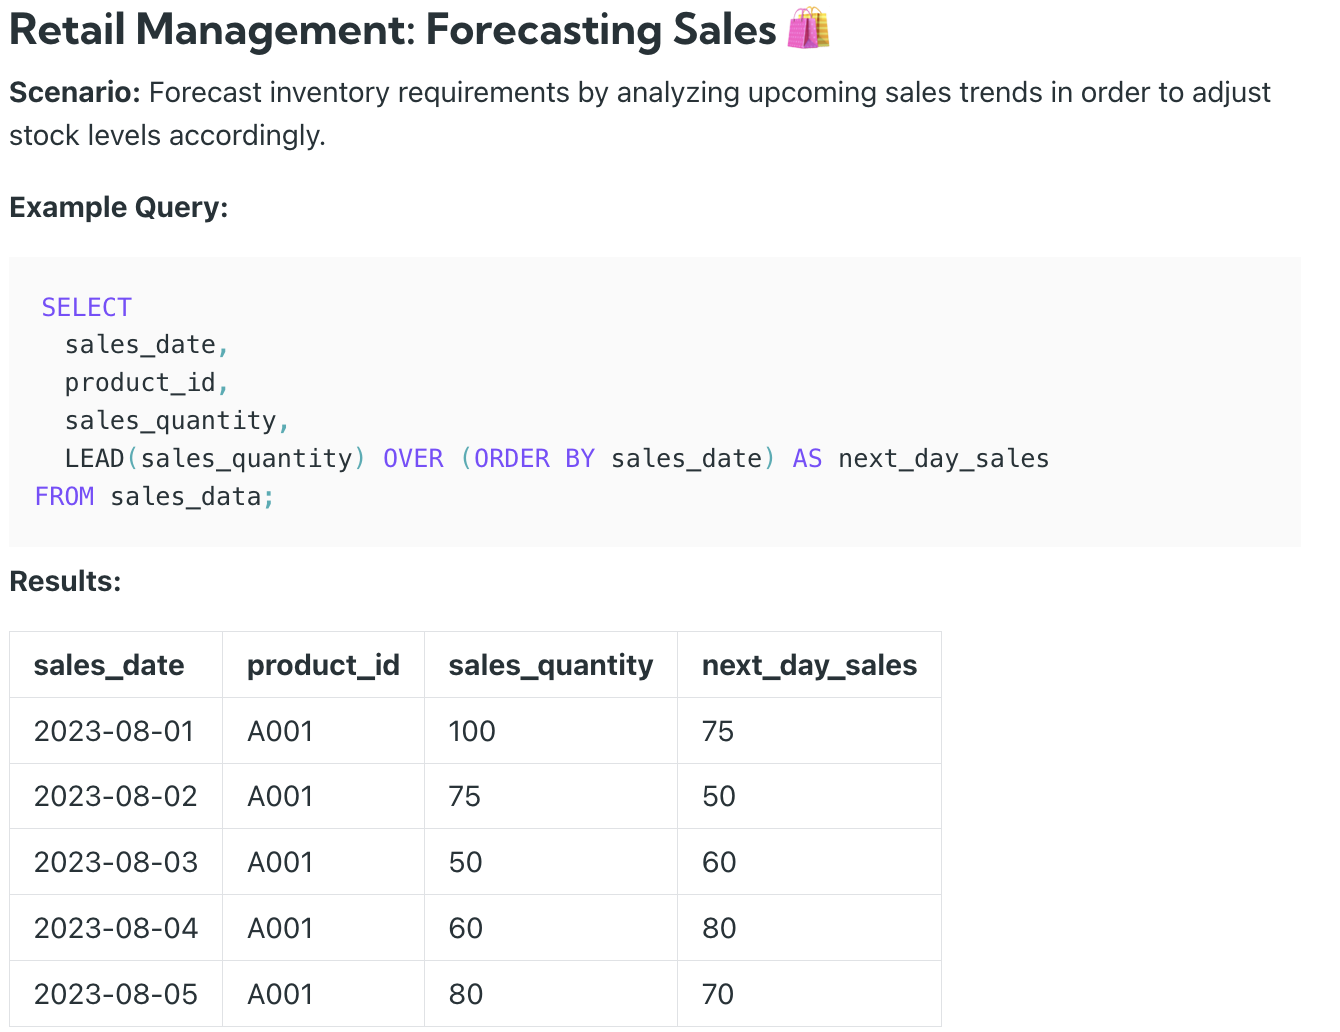 Retail Management: Forecasting Sales 🛍️
Scenario: Forecast inventory requirements by analyzing upcoming sales trends in order to adjust
stock levels accordingly.
Example Query:
SELECT
  sales_date,
  product_id,
  sales_quantity,
  LEAD(sales_quantity) OVER (ORDER BY sales_date) AS next_day_sales
FROM sales_data;
Results:
sales_date product_id sales_quantity next_day_sales
2023-08-01 A001 100 75
2023-08-02 A001 75 50
2023-08-03 A001 50 60
2023-08-04 A001 60 80
2023-08-05 A001 80 70